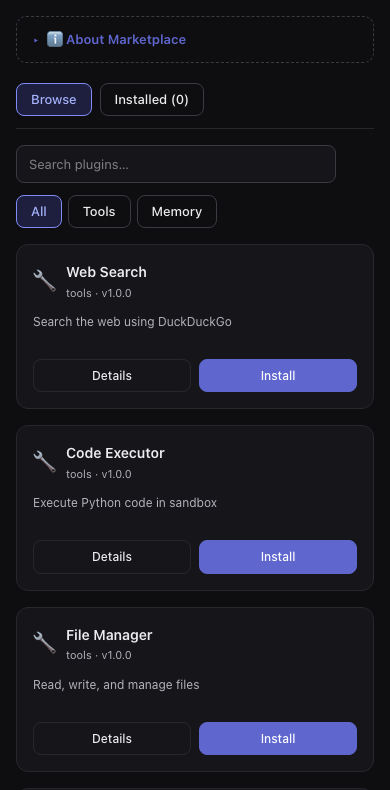 ℹ️ About Marketplace
Browse
Installed (0)
Search plugins...
All
Tools
Memory
Web Search
tools · v1.0.0
Search the web using DuckDuckGo
Details
Install
Code Executor
tools · v1.0.0
Execute Python code in sandbox
Details
Install
File Manager
tools · v1.0.0
Read, write, and manage files
Details
Install